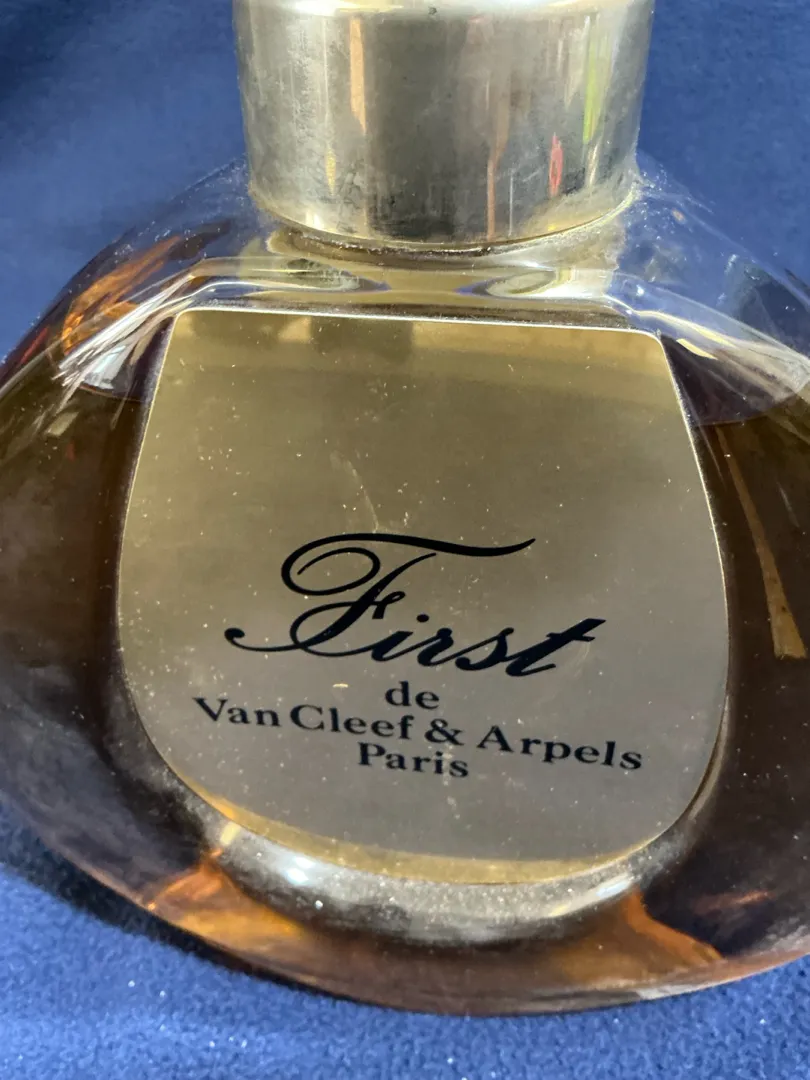 First
de
Van Cleef & Arpels
Paris